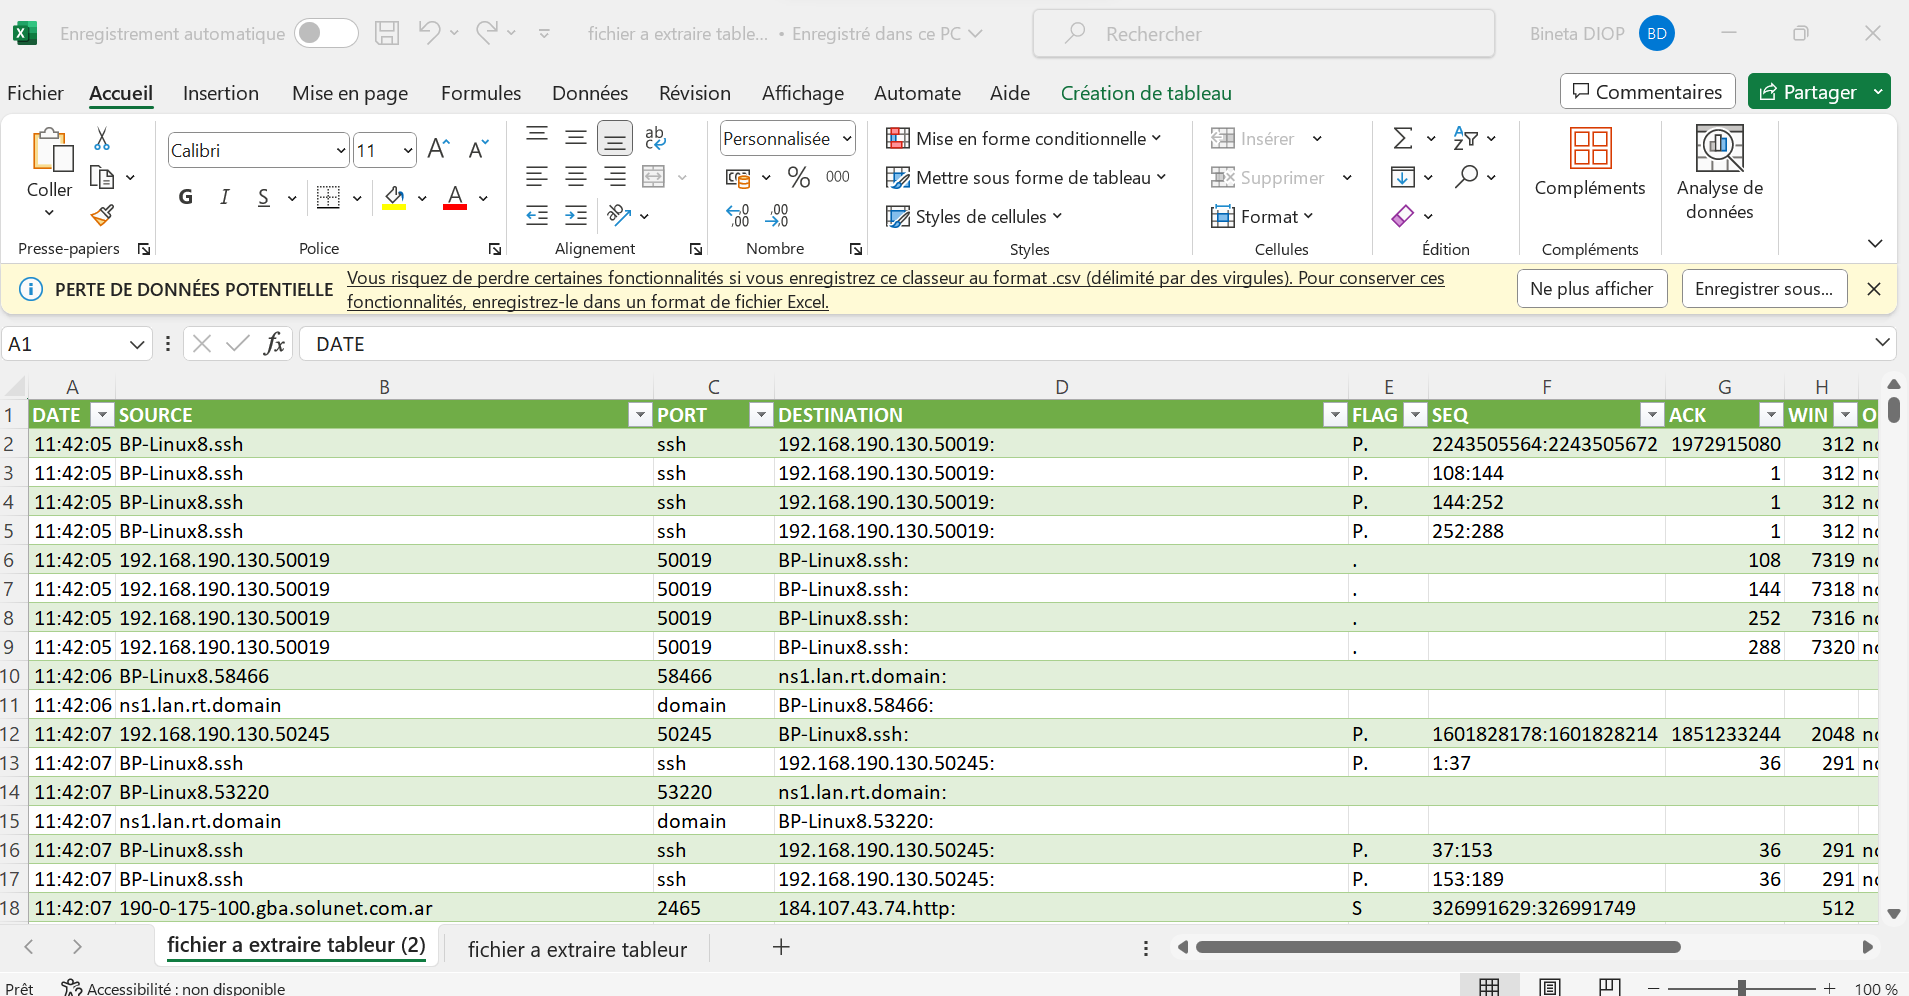 Enregistrement automatique
fichier a extraire table... • Enregistré dans ce PC
Rechercher
Bineta DIOP BD
Fichier Accueil Insertion Mise en page Formules Données Révision Affichage Automate Aide Création de tableau
Commentaires Partager
Coller
Presse-papiers
Calibri 11
G I S
Police
Alignement
Personnalisée
% 000
Nombre
Mise en forme conditionnelle
Mettre sous forme de tableau
Styles de cellules
Styles
Insérer
Supprimer
Format
Cellules
Édition
Compléments
Compléments
Analyse de
données
PERTE DE DONNÉES POTENTIELLE
Vous risquez de perdre certaines fonctionnalités si vous enregistrez ce classeur au format .csv (délimité par des virgules). Pour conserver ces
fonctionnalités, enregistrez-le dans un format de fichier Excel.
Ne plus afficher Enregistrer sous...
A1 fx DATE
A B C D E F G H
1 DATE SOURCE PORT DESTINATION FLAG SEQ ACK WIN O
2 11:42:05 BP-Linux8.ssh ssh 192.168.190.130.50019: P. 2243505564:2243505672 1972915080 312 no
3 11:42:05 BP-Linux8.ssh ssh 192.168.190.130.50019: P. 108:144 1 312 no
4 11:42:05 BP-Linux8.ssh ssh 192.168.190.130.50019: P. 144:252 1 312 no
5 11:42:05 BP-Linux8.ssh ssh 192.168.190.130.50019: P. 252:288 1 312 no
6 11:42:05 192.168.190.130.50019 50019 BP-Linux8.ssh: . 108 7319 no
7 11:42:05 192.168.190.130.50019 50019 BP-Linux8.ssh: . 144 7318 no
8 11:42:05 192.168.190.130.50019 50019 BP-Linux8.ssh: . 252 7316 no
9 11:42:05 192.168.190.130.50019 50019 BP-Linux8.ssh: . 288 7320 no
10 11:42:06 BP-Linux8.58466 58466 ns1.lan.rt.domain:
11 11:42:06 ns1.lan.rt.domain domain BP-Linux8.58466:
12 11:42:07 192.168.190.130.50245 50245 BP-Linux8.ssh: P. 1601828178:1601828214 1851233244 2048 no
13 11:42:07 BP-Linux8.ssh ssh 192.168.190.130.50245: P. 1:37 36 291 no
14 11:42:07 BP-Linux8.53220 53220 ns1.lan.rt.domain:
15 11:42:07 ns1.lan.rt.domain domain BP-Linux8.53220:
16 11:42:07 BP-Linux8.ssh ssh 192.168.190.130.50245: P. 37:153 36 291 no
17 11:42:07 BP-Linux8.ssh ssh 192.168.190.130.50245: P. 153:189 36 291 no
18 11:42:07 190-0-175-100.gba.solunet.com.ar 2465 184.107.43.74.http: S 326991629:326991749 512
fichier a extraire tableur (2) fichier a extraire tableur
Prêt Accessibilité : non disponible 100 %